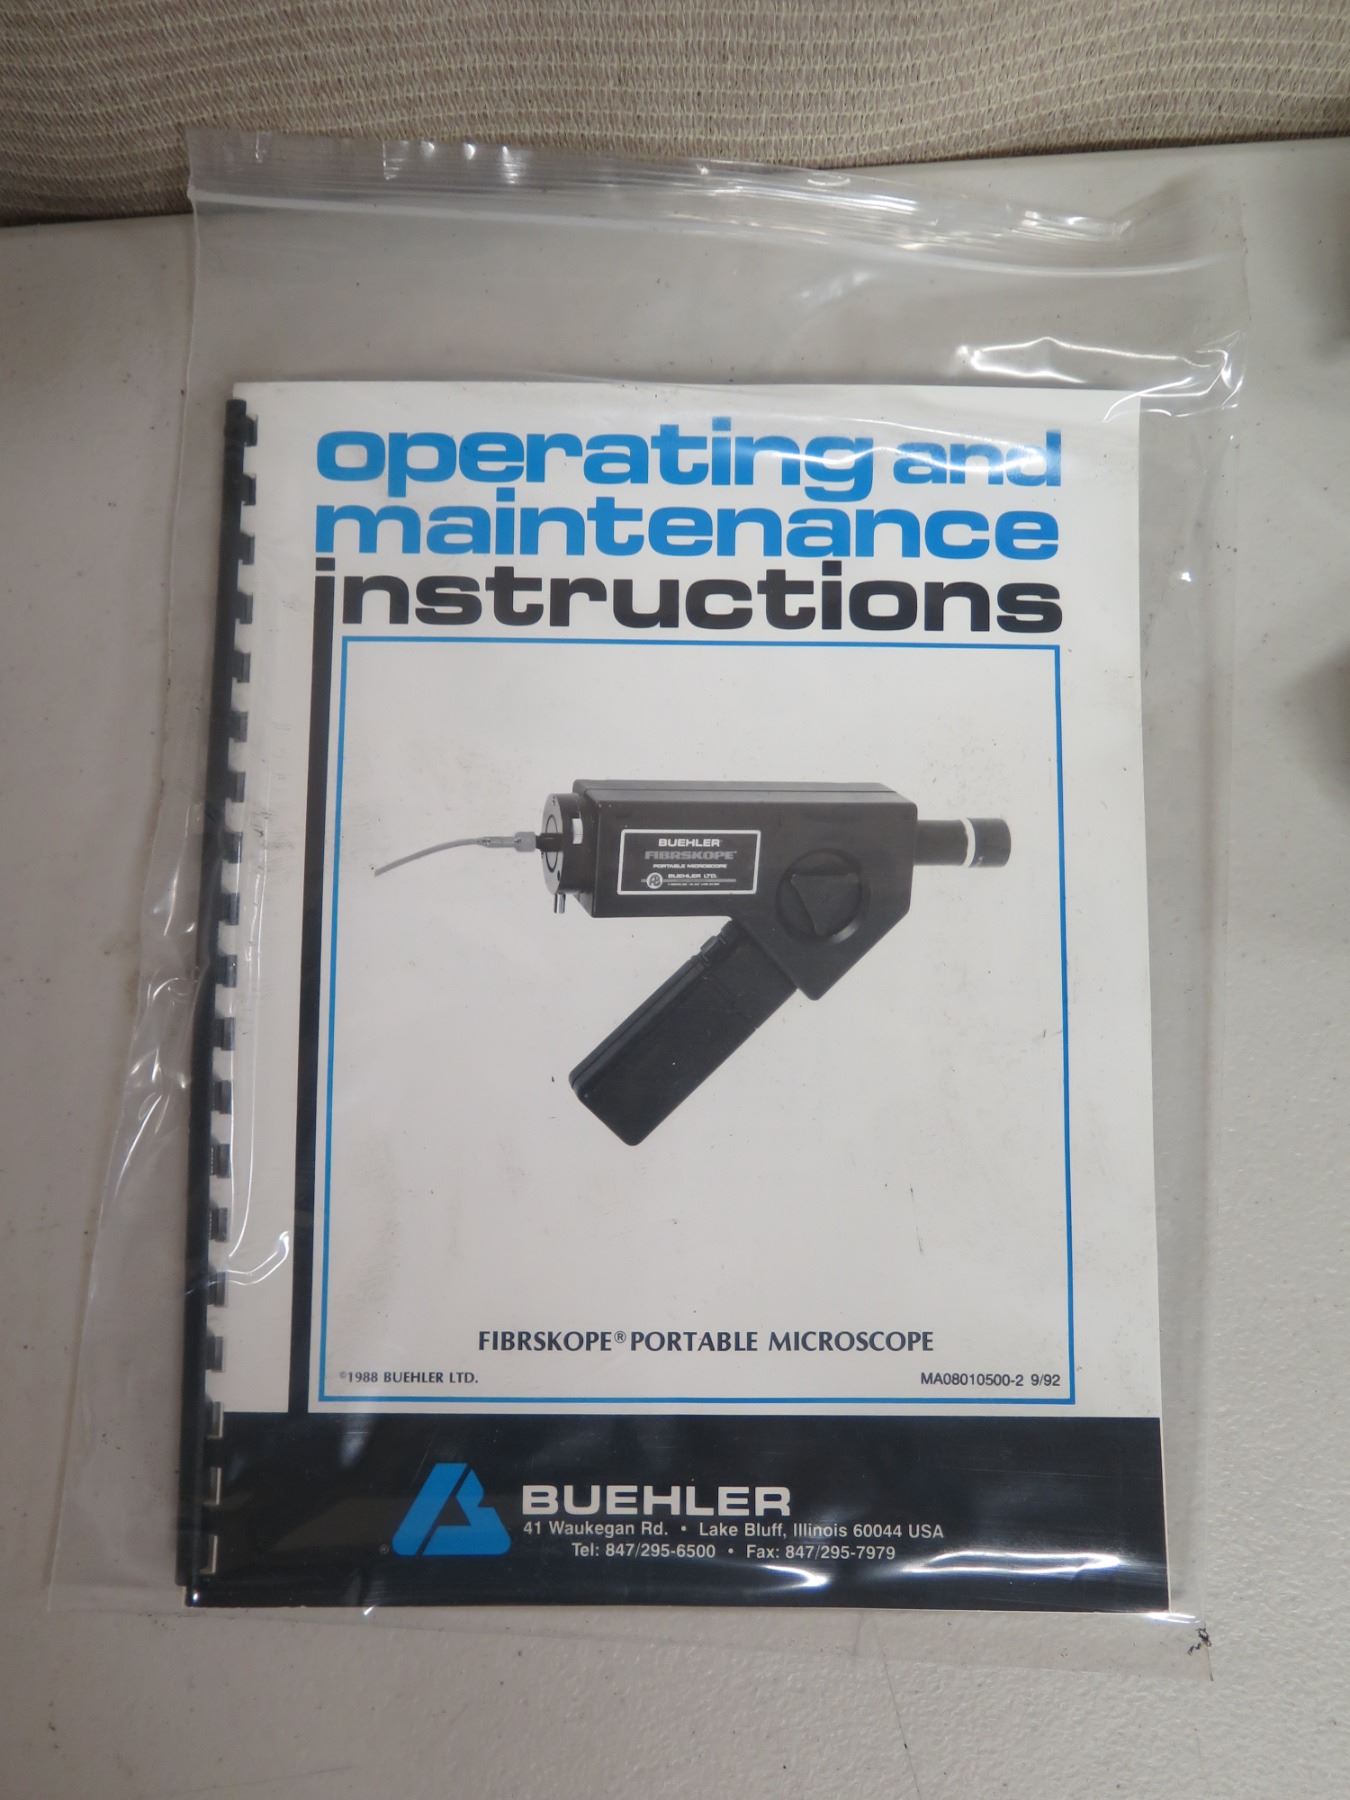 operating and
maintenance
instructions
BUEHLER
FIBRSKOPE
PORTABLE MICROSCOPE
BUEHLER LTD.
FIBRSKOPE® PORTABLE MICROSCOPE
©1988 BUEHLER LTD.
MA08010500-2 9/92
® BUEHLER
41 Waukegan Rd. • Lake Bluff, Illinois 60044 USA
Tel: 847/295-6500 • Fax: 847/295-7979